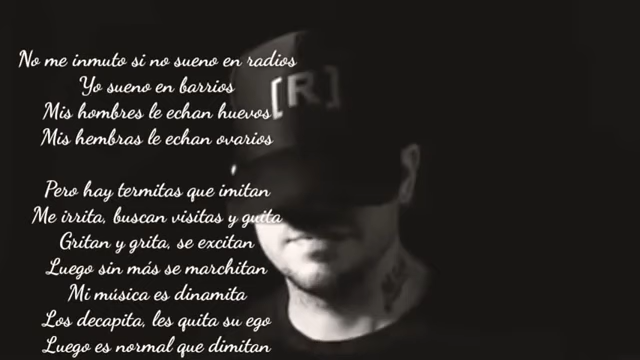 No me inmuto si no sueno en radios
Yo sueno en barrios
Mis hombres le echan huevos
Mis hembras le echan ovarios
[R]
Pero hay termitas que imitan
Me irrita, buscan visitas y guita
Gritan y grita, se excitan
Luego sin más se marchitan
Mi música es dinamita
Los decapita, les quita su ego
Luego es normal que dimitan